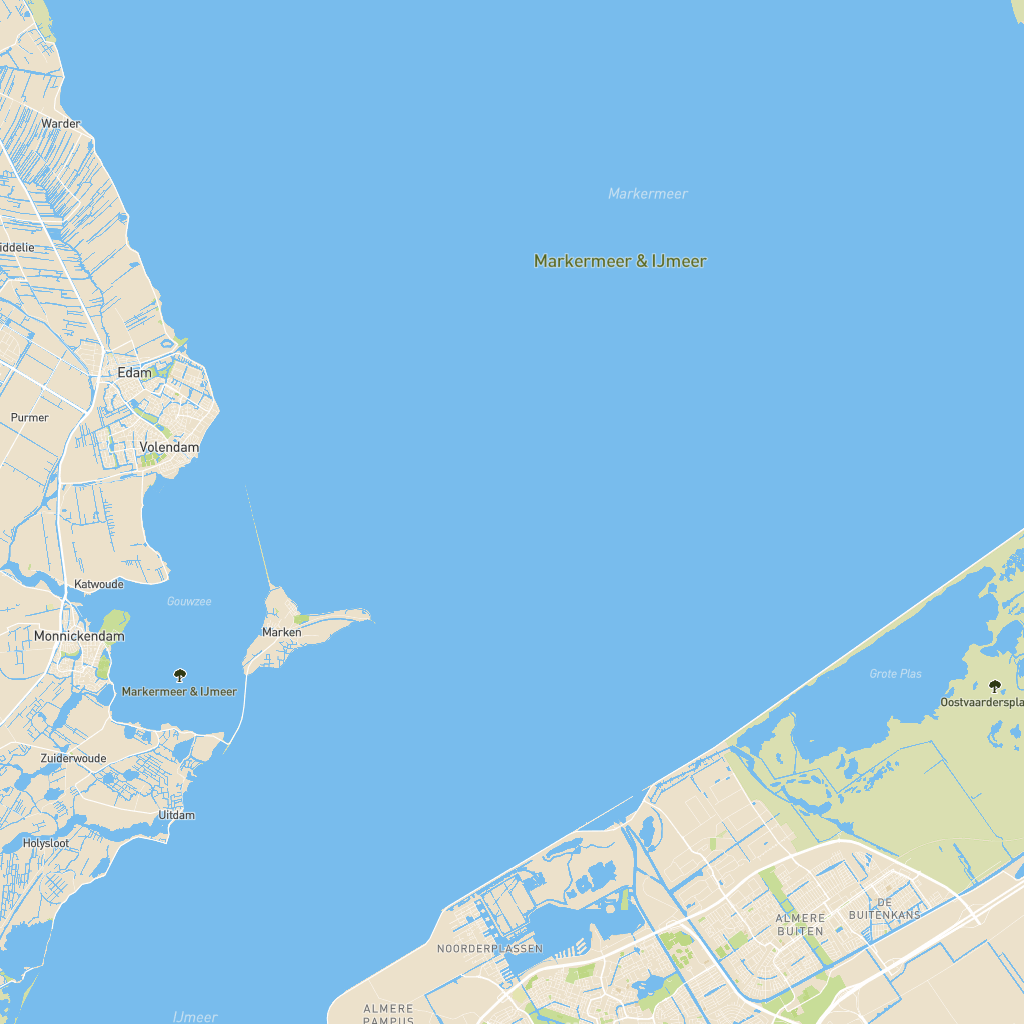 Warder
Markermeer
iddelie
Markermeer & IJmeer
Edam
Purmer
Volendam
Katwoude
Gouwzee
Marken
Monnickendam
Grote Plas
Markermeer & IJmeer
Oostvaarderspla
Zuiderwoude
Uitdam
Holysloot
DE
BUITENKANS
ALMERE
BUITEN
NOORDERPLASSEN
ALMERE
PAMPUS
IJmeer